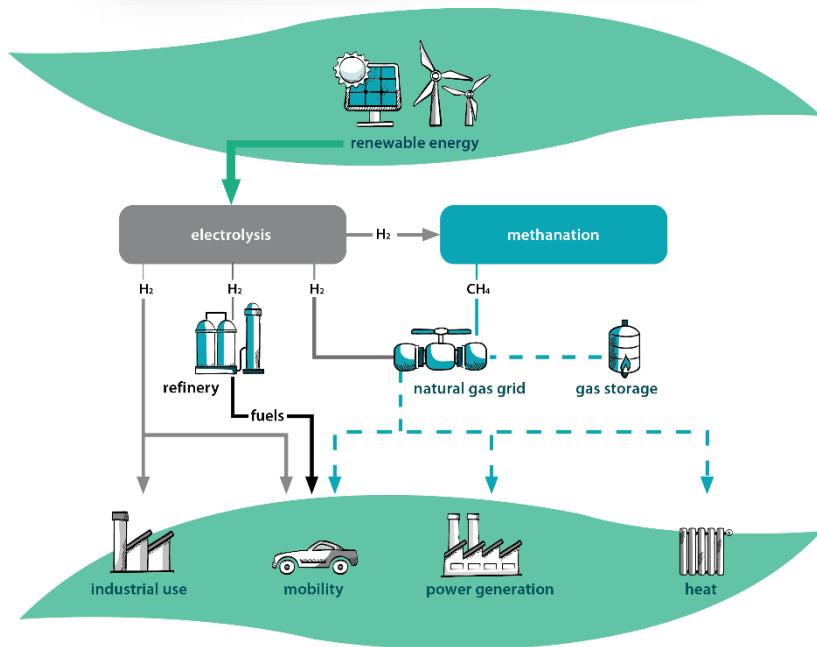 renewable energy
electrolysis
H₂
methanation
H₂
H₂
H₂
CH₄
refinery
natural gas grid
gas storage
fuels
industrial use
mobility
power generation
heat